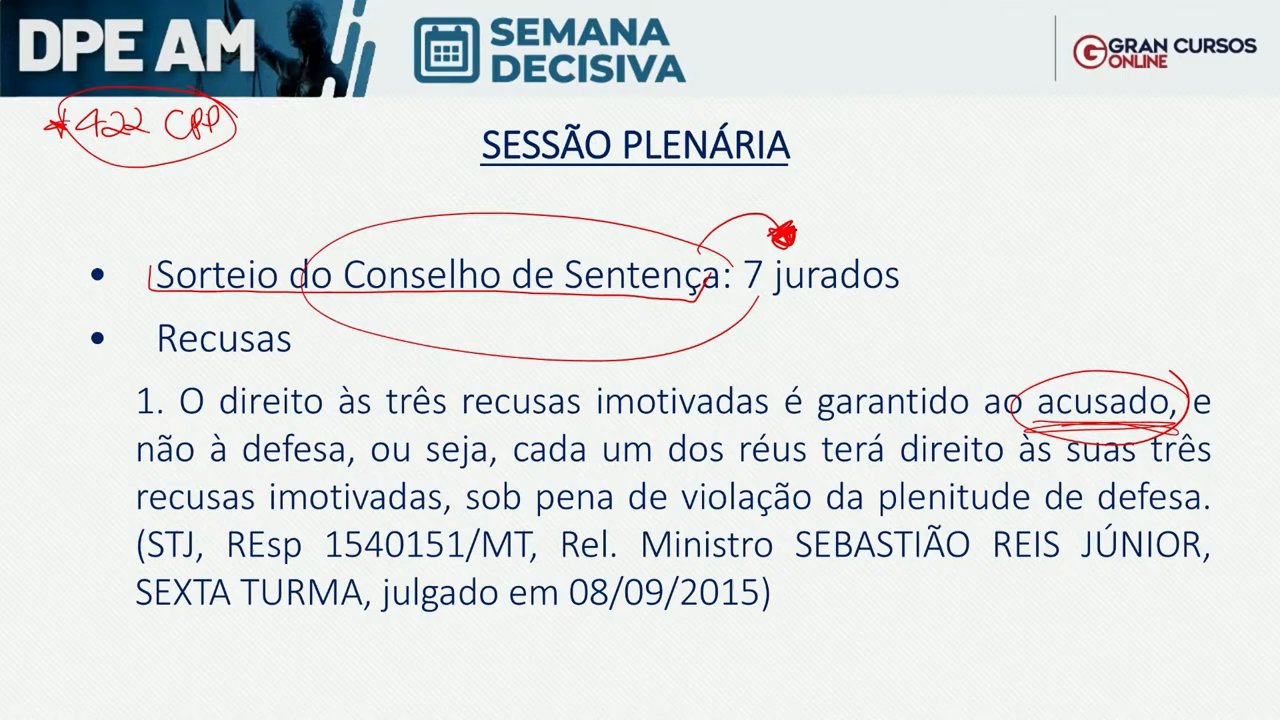 DPE AM
SEMANA
DECISIVA
GRAN CURSOS
ONLINE
*422 CPP
SESSÃO PLENÁRIA
• Sorteio do Conselho de Sentença: 7 jurados
• Recusas
1. O direito às três recusas imotivadas é garantido ao acusado, e
não à defesa, ou seja, cada um dos réus terá direito às suas três
recusas imotivadas, sob pena de violação da plenitude de defesa.
(STJ, REsp 1540151/MT, Rel. Ministro SEBASTIÃO REIS JÚNIOR,
SEXTA TURMA, julgado em 08/09/2015)